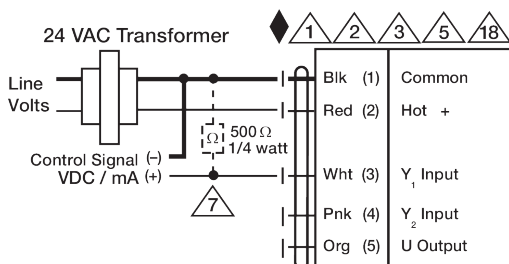 1 2 3 5 18
24 VAC Transformer
Line
Volts
Blk (1) Common
Red (2) Hot +
Ω 500 Ω
1/4 watt
Control Signal (-)
VDC / mA (+)
Wht (3) Y1 Input
7
Pnk (4) Y2 Input
Org (5) U Output